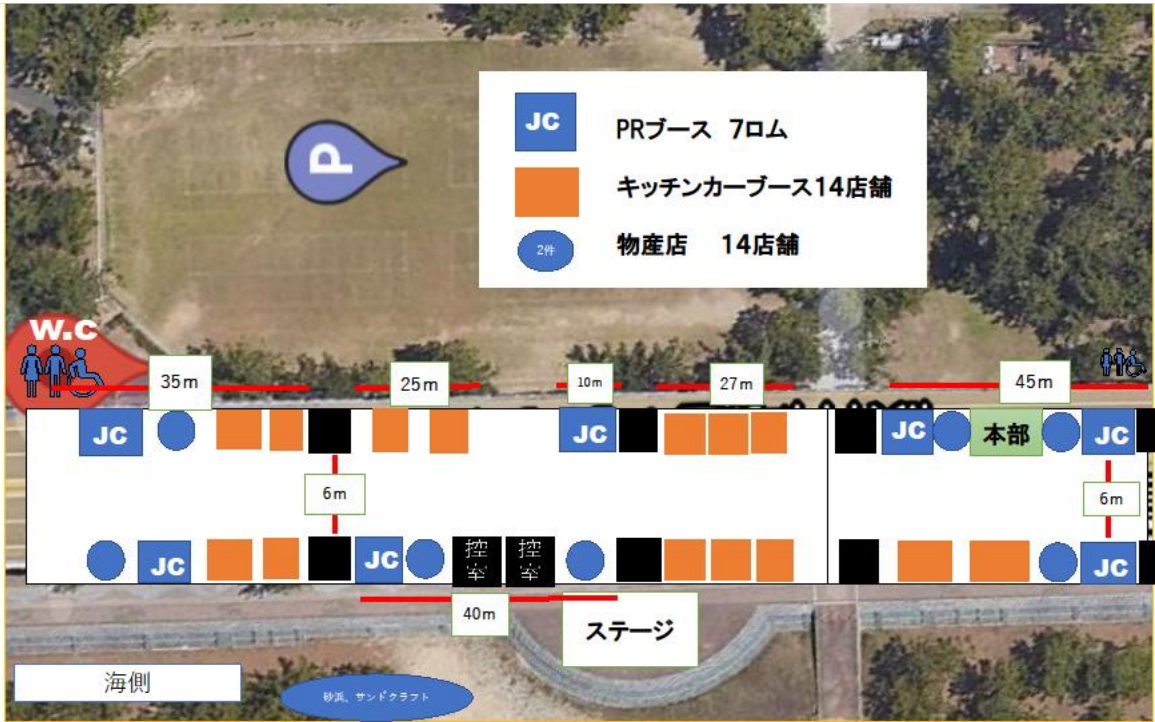 JC PRブース 7ロム
キッチンカーブース14店舗
2件 物産店 14店舗
P
W.C
35m
25m
10m
27m
45m
JC
JC
JC
本部
JC
6m
6m
JC
JC
控室
控室
JC
40m
ステージ
海側
砂浜、サンドクラフト